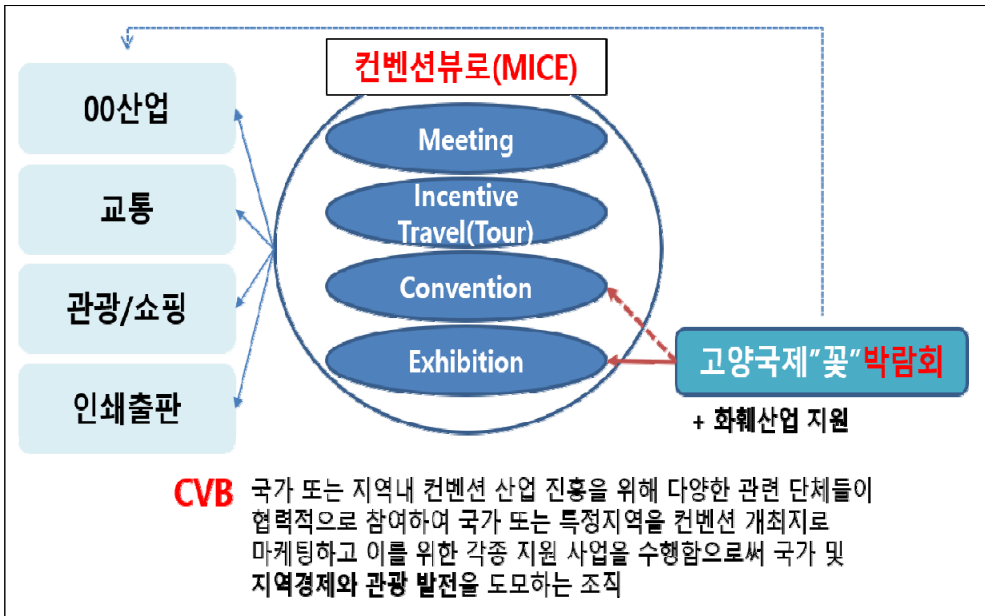 컨벤션뷰로(MICE)
00산업
교통
관광/쇼핑
인쇄출판
Meeting
Incentive
Travel(Tour)
Convention
Exhibition
고양국제"꽃"박람회
+ 화훼산업 지원
CVB 국가 또는 지역내 컨벤션 산업 진흥을 위해 다양한 관련 단체들이
협력적으로 참여하여 국가 또는 특정지역을 컨벤션 개최지로
마케팅하고 이를 위한 각종 지원 사업을 수행함으로써 국가 및
지역경제와 관광 발전을 도모하는 조직